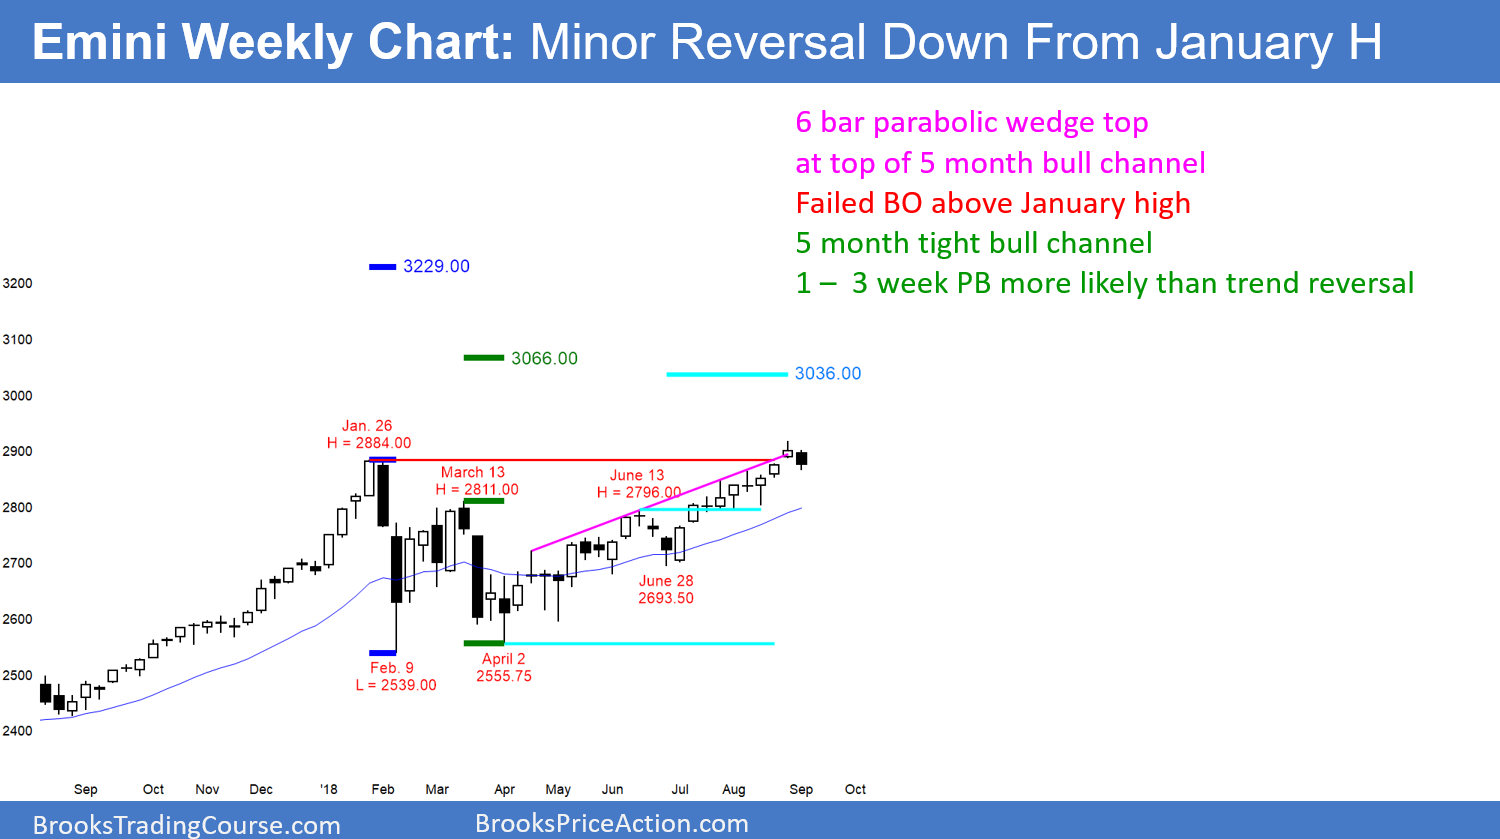 Emini Weekly Chart: Minor Reversal Down From January H
6 bar parabolic wedge top
at top of 5 month bull channel
Failed BO above January high
5 month tight bull channel
1 – 3 week PB more likely than trend reversal
3229.00
3066.00
3036.00
3200
3100
3000
2900
2800
2700
2600
2500
2400
Jan. 26
H = 2884.00
March 13
H = 2811.00
June 13
H = 2796.00
June 28
2693.50
Feb. 9
L = 2539.00
April 2
2555.75
Sep Oct Nov Dec '18 Feb Mar Apr May Jun Jul Aug Sep Oct
BrooksTradingCourse.com
BrooksPriceAction.com